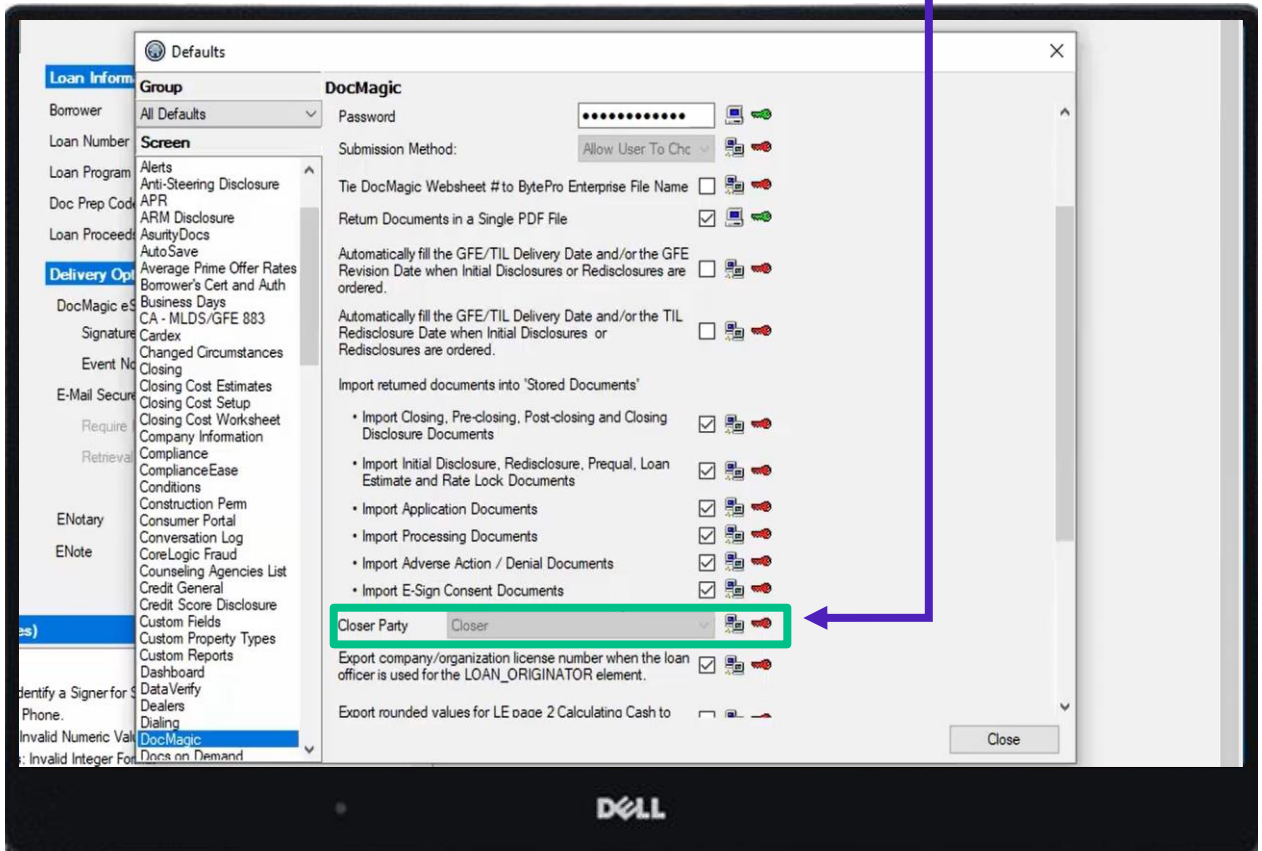 Defaults
Loan Inform
Borrower
Loan Number
Loan Program
Doc Prep Code
Loan Proceeds
Delivery Opt
DocMagic eS
Signature
Event No
E-Mail Secure
Require
Retrieval
ENotary
ENote
es)
dentify a Signer for S
Phone.
Invalid Numeric Valu
s: Invalid Integer For
Group
All Defaults
Screen
Alerts
Anti-Steering Disclosure
APR
ARM Disclosure
AsurityDocs
AutoSave
Average Prime Offer Rates
Borrower's Cert and Auth
Business Days
CA - MLDS/GFE 883
Cardex
Changed Circumstances
Closing
Closing Cost Estimates
Closing Cost Setup
Closing Cost Worksheet
Company Information
Compliance
ComplianceEase
Conditions
Construction Perm
Consumer Portal
Conversation Log
CoreLogic Fraud
Counseling Agencies List
Credit General
Credit Score Disclosure
Custom Fields
Custom Property Types
Custom Reports
Dashboard
DataVerify
Dealers
Dialing
DocMagic
Docs on Demand
DocMagic
Password ••••••••••••
Submission Method: Allow User To Chc
Tie DocMagic Websheet # to BytePro Enterprise File Name
Return Documents in a Single PDF File
Automatically fill the GFE/TIL Delivery Date and/or the GFE
Revision Date when Initial Disclosures or Redisclosures are
ordered.
Automatically fill the GFE/TIL Delivery Date and/or the TIL
Redisclosure Date when Initial Disclosures or
Redisclosures are ordered.
Import returned documents into 'Stored Documents'
• Import Closing, Pre-closing, Post-closing and Closing
Disclosure Documents
• Import Initial Disclosure, Redisclosure, Prequal, Loan
Estimate and Rate Lock Documents
• Import Application Documents
• Import Processing Documents
• Import Adverse Action / Denial Documents
• Import E-Sign Consent Documents
Closer Party Closer
Export company/organization license number when the loan
officer is used for the LOAN_ORIGINATOR element.
Export rounded values for LE page 2 Calculating Cash to
Close
DELL